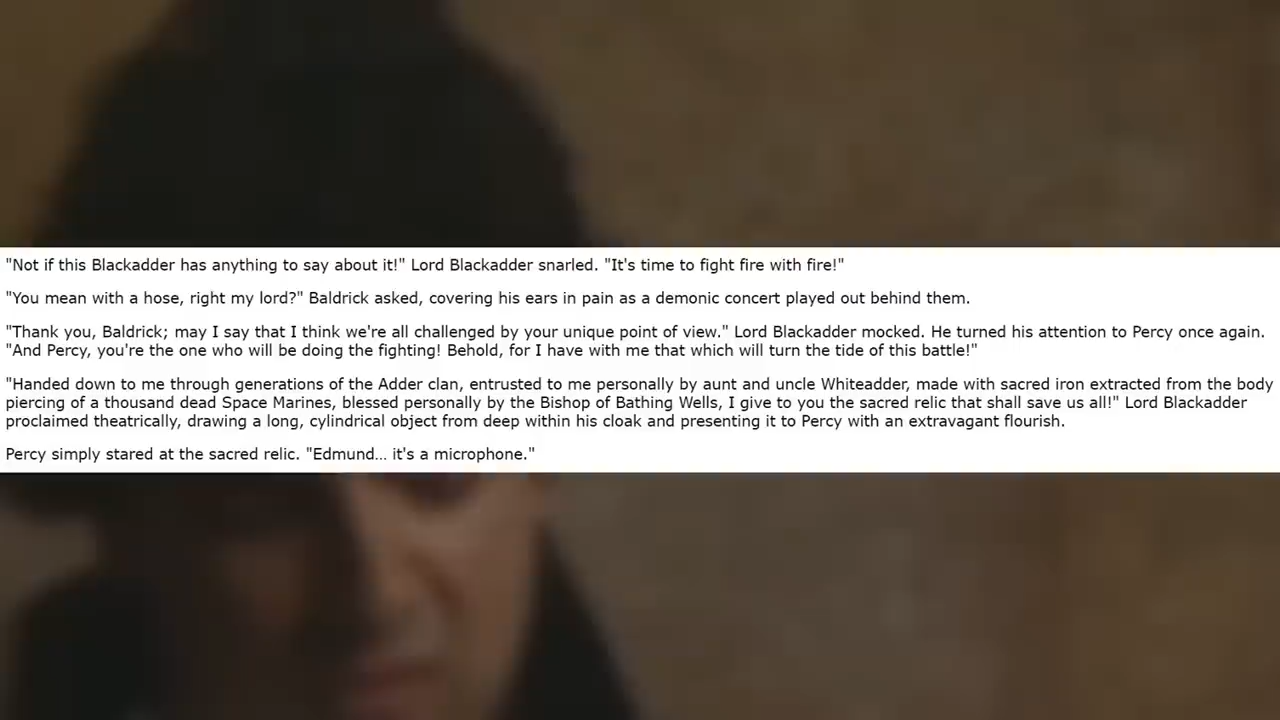 "Not if this Blackadder has anything to say about it!" Lord Blackadder snarled. "It's time to fight fire with fire!"
"You mean with a hose, right my lord?" Baldrick asked, covering his ears in pain as a demonic concert played out behind them.
"Thank you, Baldrick; may I say that I think we're all challenged by your unique point of view." Lord Blackadder mocked. He turned his attention to Percy once again.
"And Percy, you're the one who will be doing the fighting! Behold, for I have with me that which will turn the tide of this battle!"
"Handed down to me through generations of the Adder clan, entrusted to me personally by aunt and uncle Whiteadder, made with sacred iron extracted from the body
piercing of a thousand dead Space Marines, blessed personally by the Bishop of Bathing Wells, I give to you the sacred relic that shall save us all!" Lord Blackadder
proclaimed theatrically, drawing a long, cylindrical object from deep within his cloak and presenting it to Percy with an extravagant flourish.
Percy simply stared at the sacred relic. "Edmund... it's a microphone."